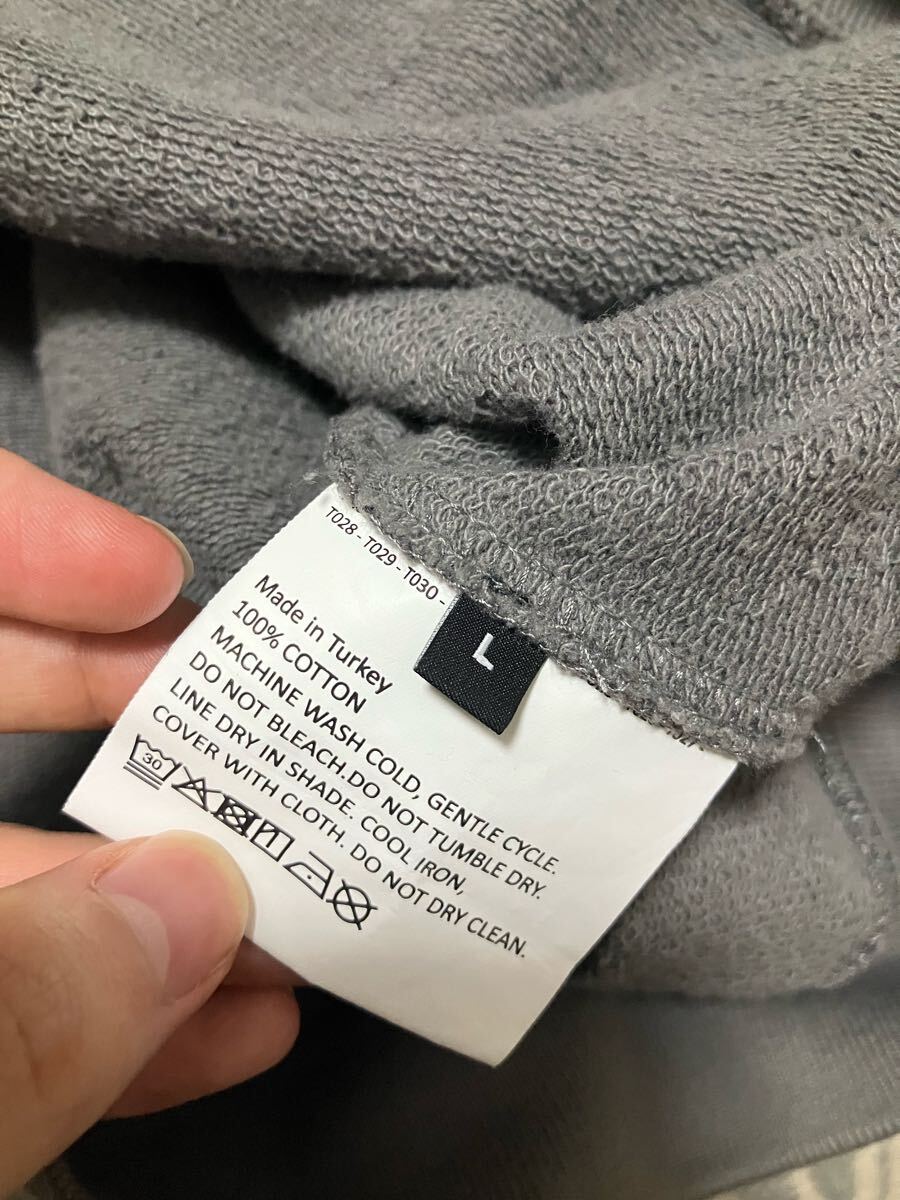 T028 - T029 - T030 -
L
Made in Turkey
100% COTTON
MACHINE WASH COLD, GENTLE CYCLE.
DO NOT BLEACH.DO NOT TUMBLE DRY.
LINE DRY IN SHADE. COOL IRON,
COVER WITH CLOTH. DO NOT DRY CLEAN.
30